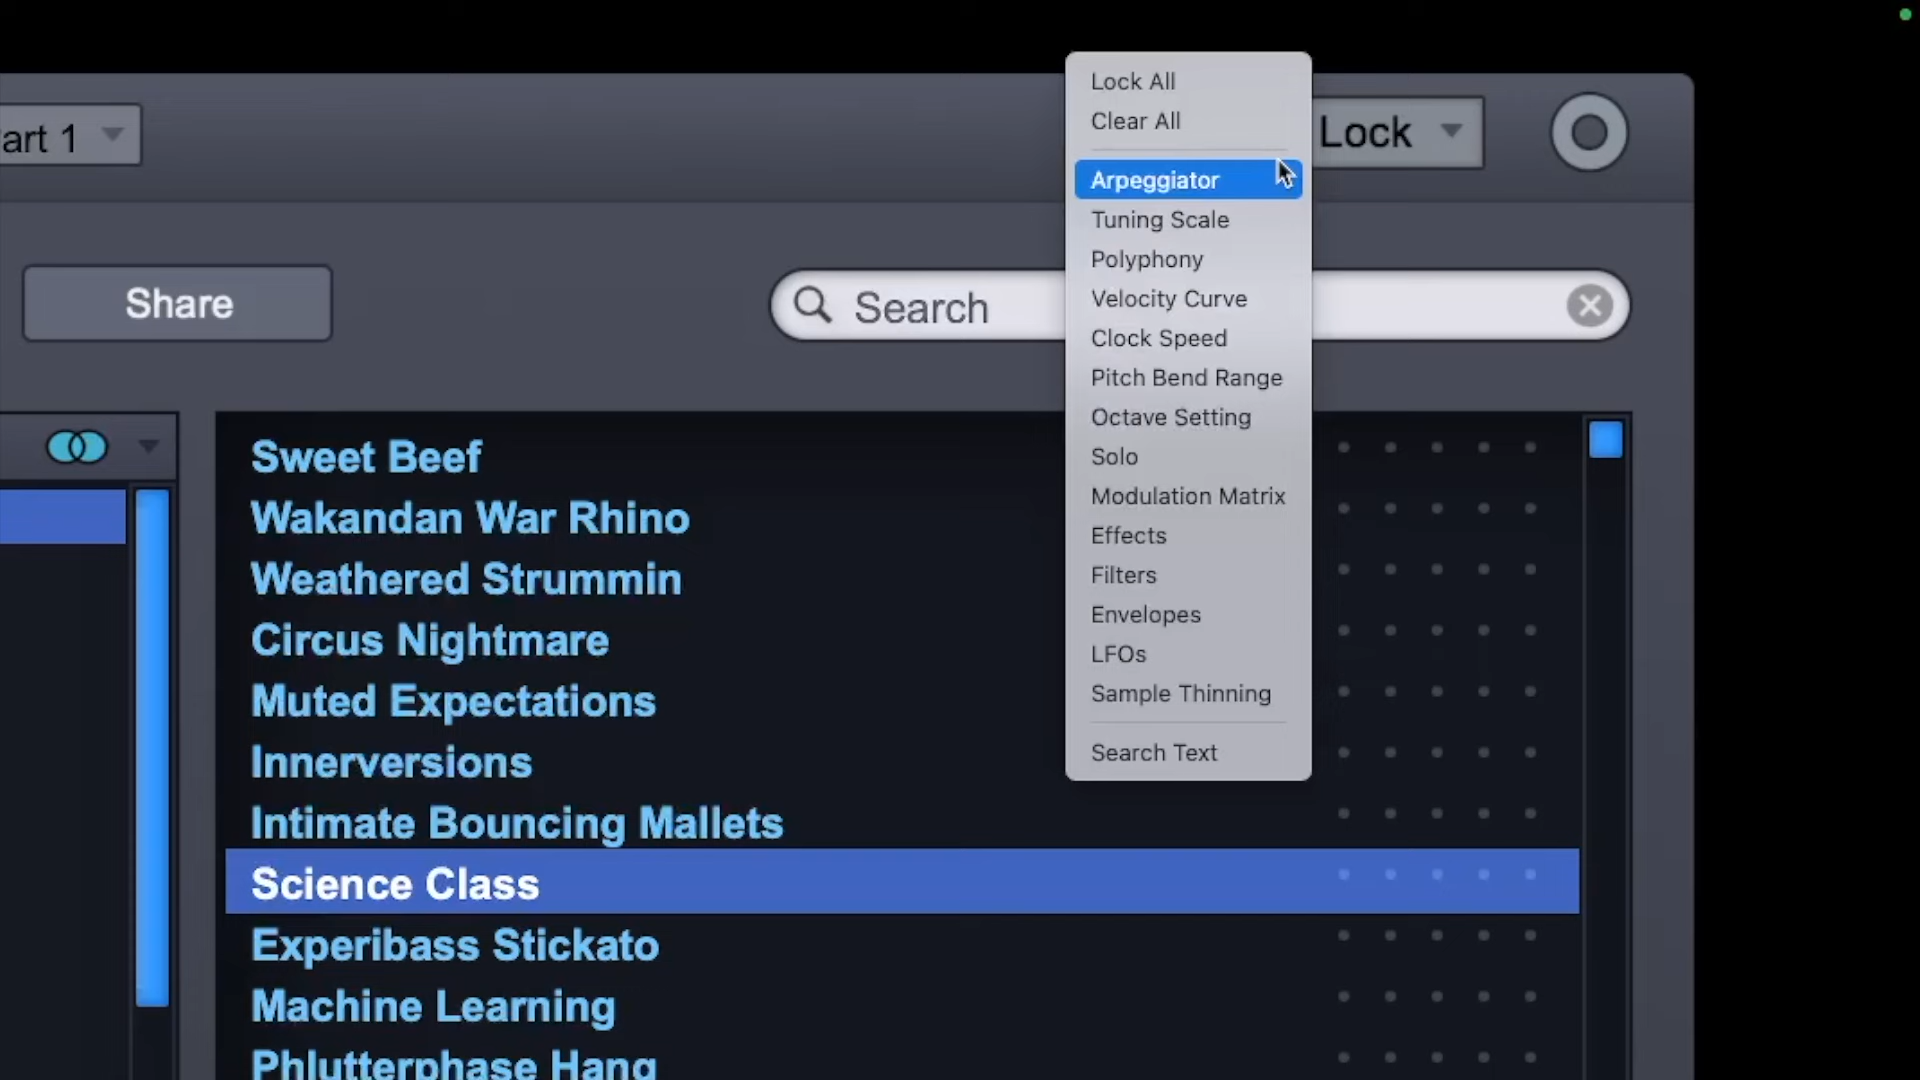 art 1
Lock
Lock All
Clear All
Arpeggiator
Tuning Scale
Polyphony
Velocity Curve
Clock Speed
Pitch Bend Range
Octave Setting
Solo
Modulation Matrix
Effects
Filters
Envelopes
LFOs
Sample Thinning
Search Text
Share
Search
Sweet Beef
Wakandan War Rhino
Weathered Strummin
Circus Nightmare
Muted Expectations
Innerversions
Intimate Bouncing Mallets
Science Class
Experibass Stickato
Machine Learning
Phlutterphase Hang